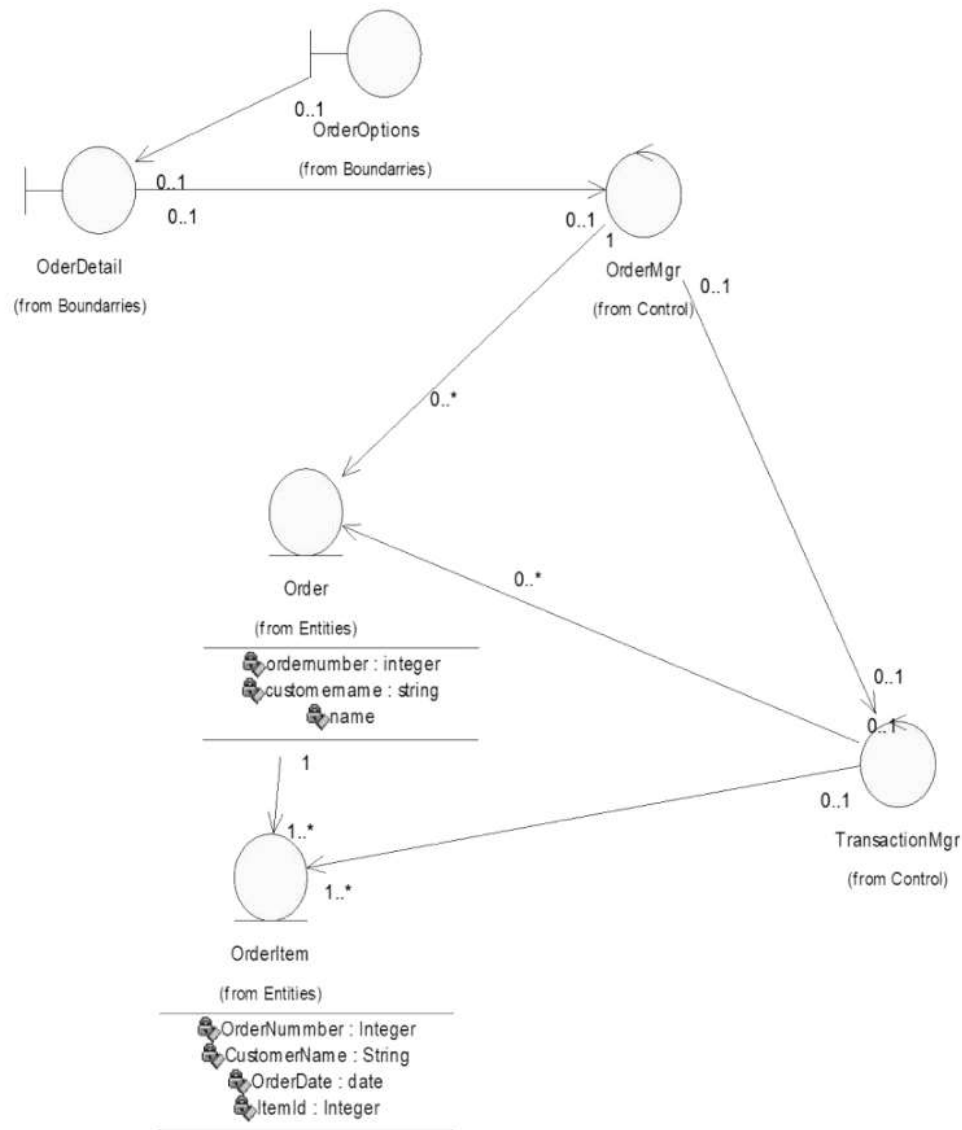 0..1
OrderOptions
(from Boundarries)
0..1
0..1
OderDetail
(from Boundarries)
0..1
1
OrderMgr
(from Control)
0..1
0..*
Order
(from Entities)
ordernumber : integer
customername : string
name
0..*
0..1
0..1
0..1
TransactionMgr
(from Control)
1
1..*
1..*
OrderItem
(from Entities)
OrderNummber : Integer
CustomerName : String
OrderDate : date
ItemId : Integer